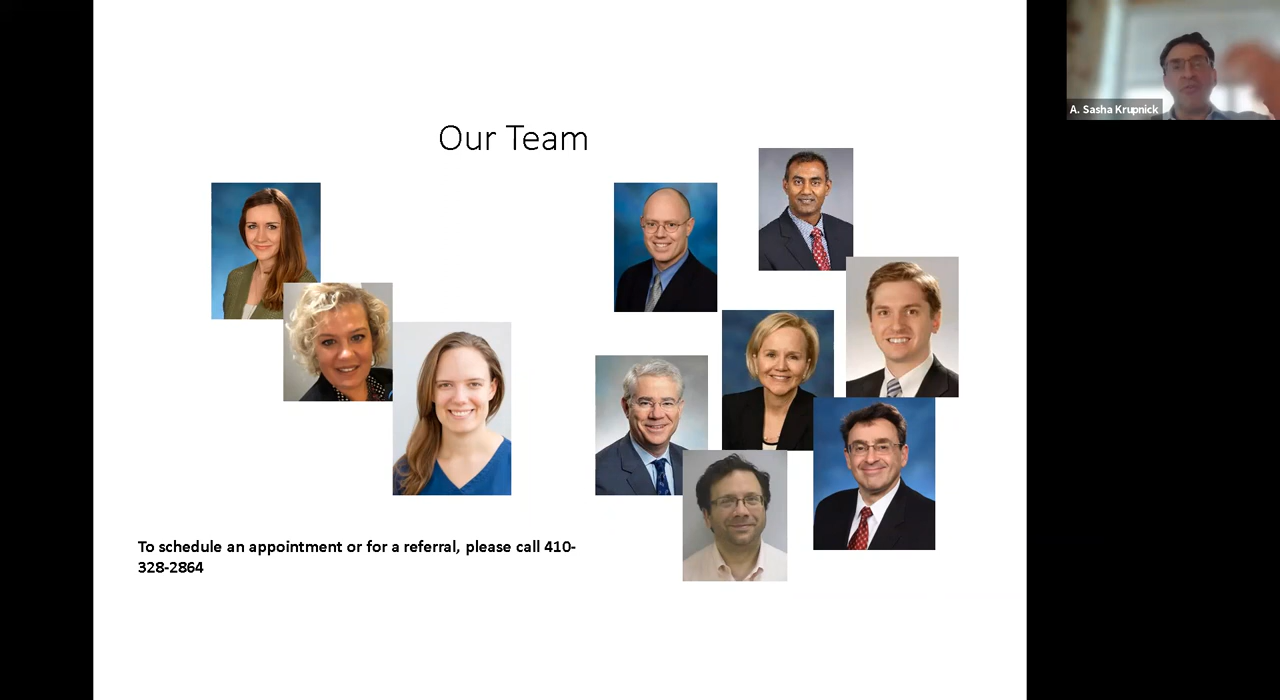 A. Sasha Krupnick
Our Team
To schedule an appointment or for a referral, please call 410-
328-2864